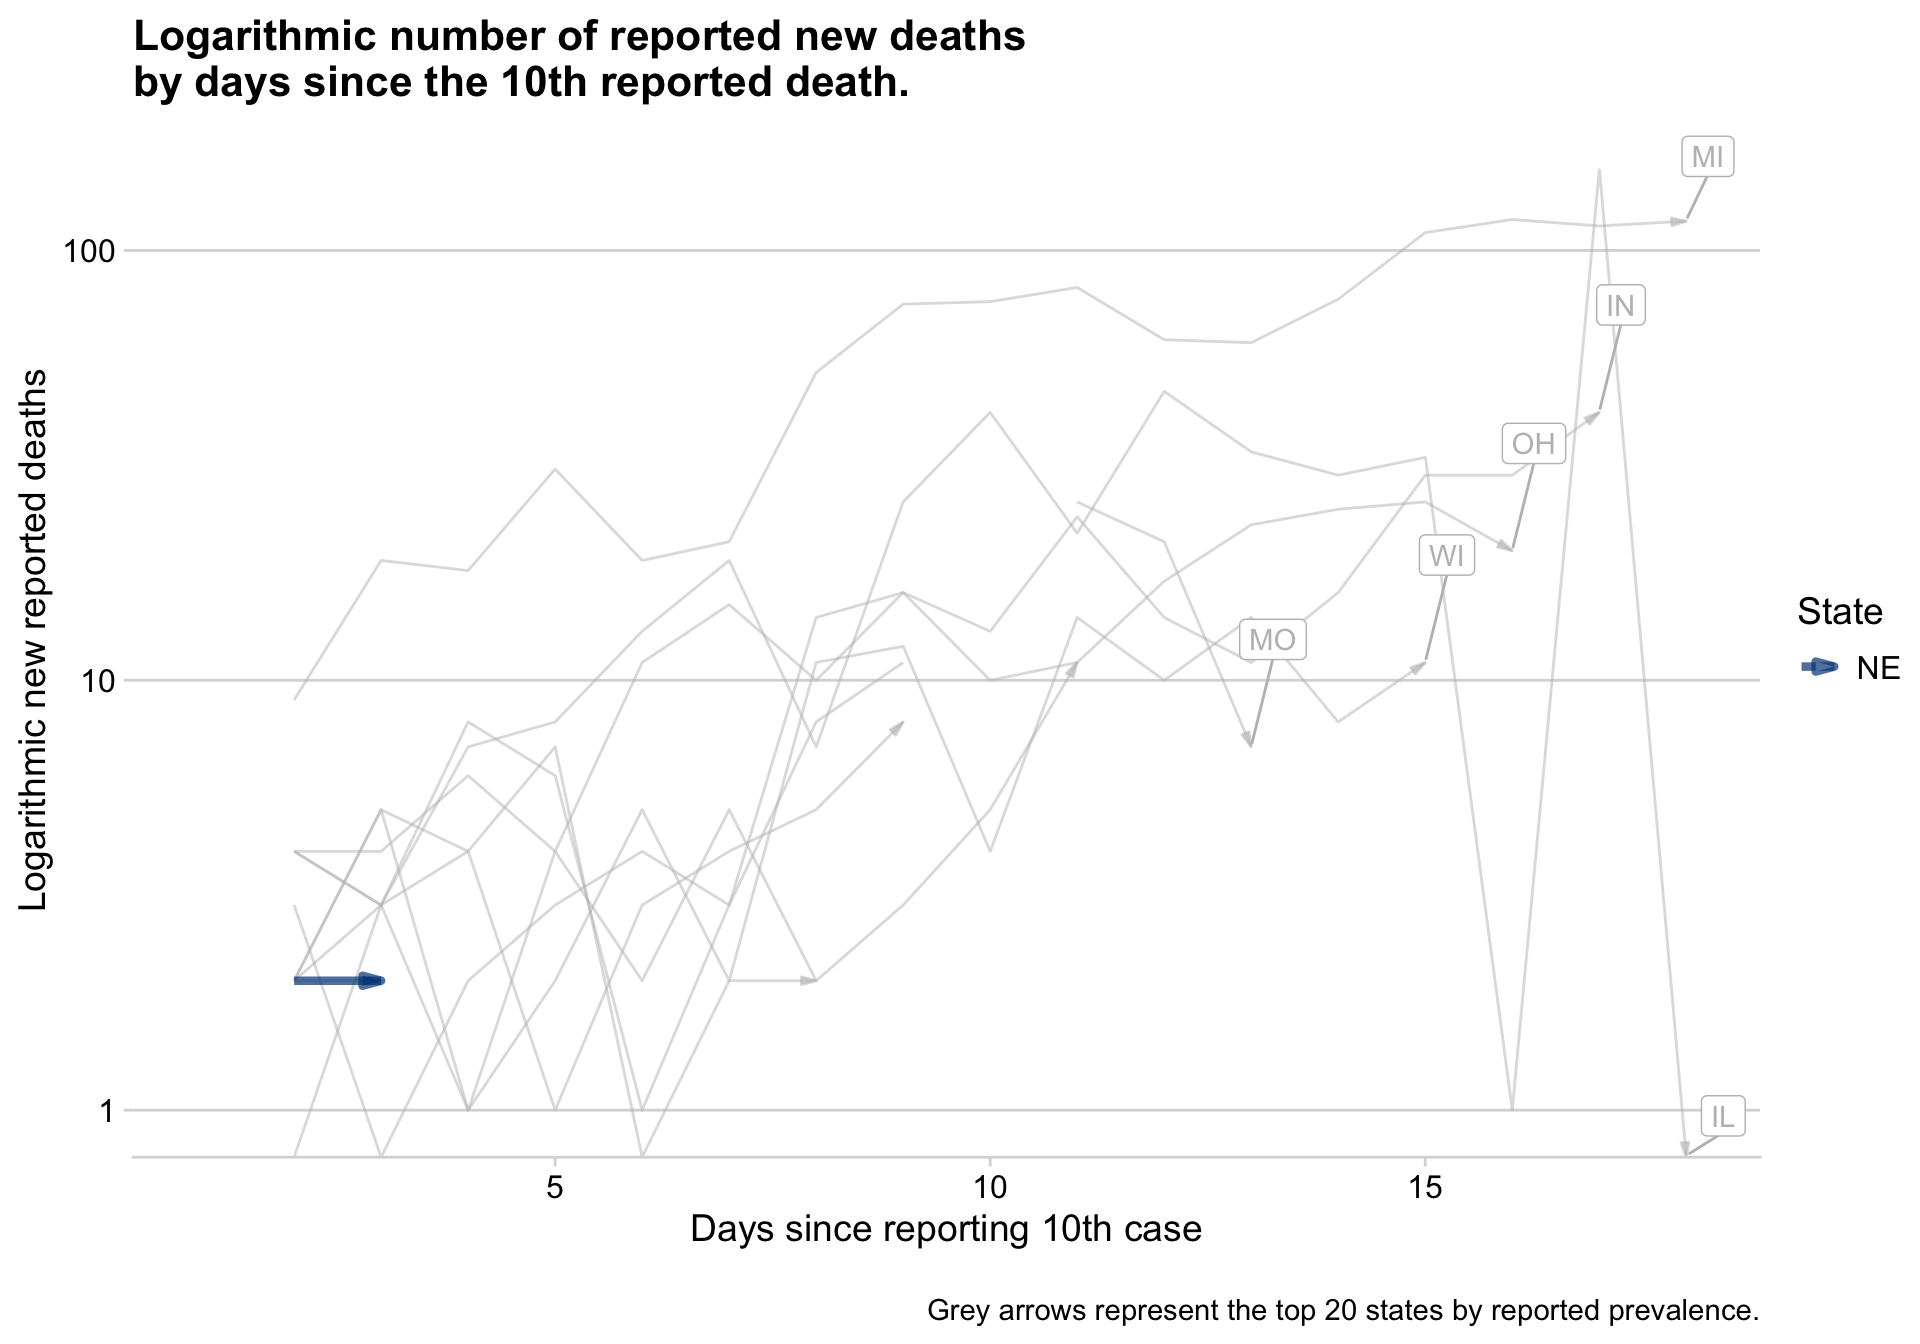 Logarithmic number of reported new deaths
by days since the 10th reported death.
Logarithmic new reported deaths
100
10
1
MI
IN
OH
WI
MO
IL
State
NE
5
10
15
Days since reporting 10th case
Grey arrows represent the top 20 states by reported prevalence.